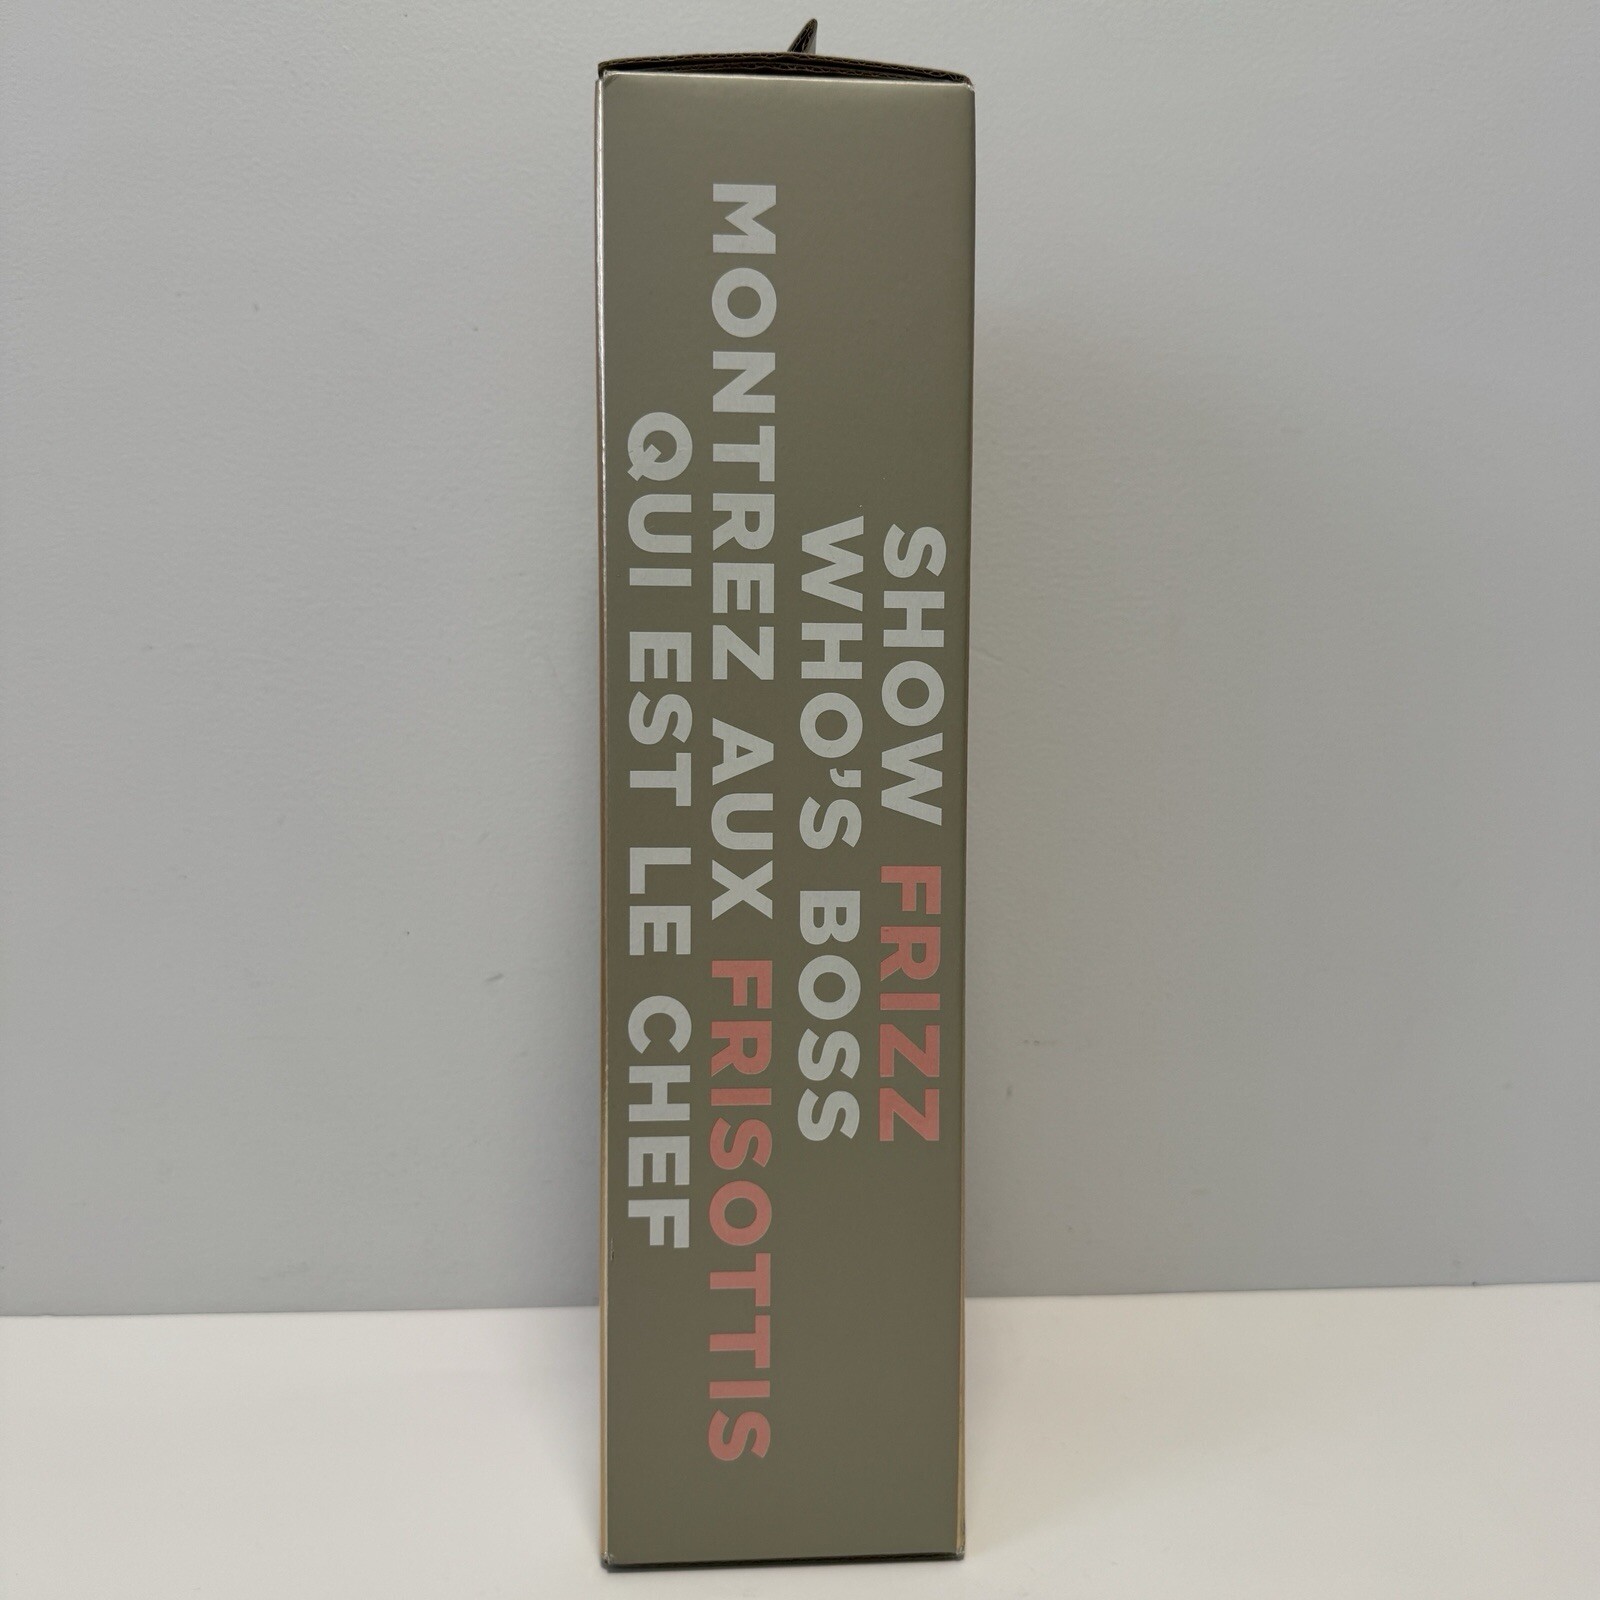 SHOW FRIZZ
WHO'S BOSS
MONTREZ AUX FRISOTTIS
QUI EST LE CHEF